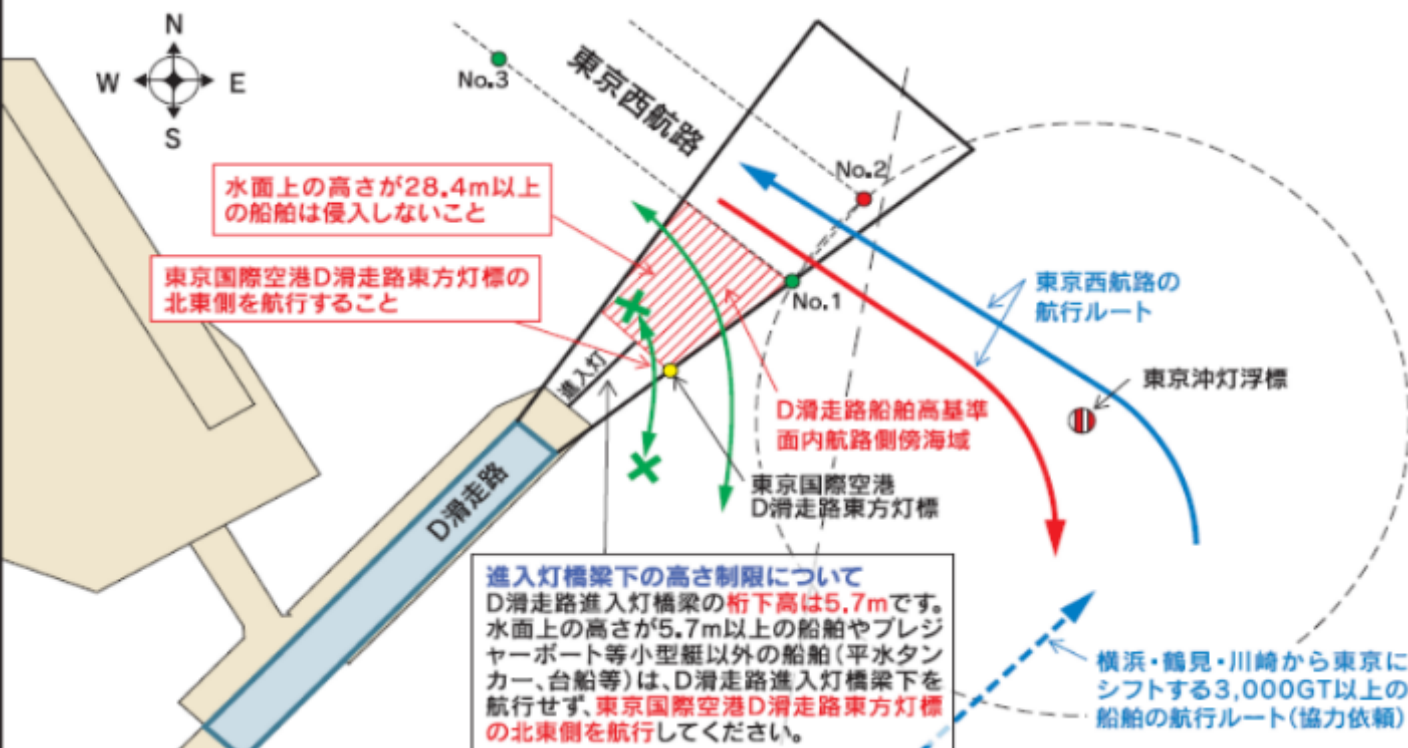 N
W
E
S
No.3
東京西航路
No.2
水面上の高さが28.4m以上
の船舶は侵入しないこと
東京国際空港D滑走路東方灯標の
北東側を航行すること
No.1
東京西航路の
航行ルート
進入灯
東京沖灯浮標
D滑走路船舶高基準
面内航路側傍海域
D滑走路
東京国際空港
D滑走路東方灯標
進入灯橋梁下の高さ制限について
D滑走路進入灯橋梁の桁下高は5.7mです。
水面上の高さが5.7m以上の船舶やプレジ
ャーボート等小型艇以外の船舶(平水タン
カー、台船等)は、D滑走路進入灯橋梁下を
航行せず、東京国際空港D滑走路東方灯標
の北東側を航行してください。
横浜・鶴見・川崎から東京に
シフトする3,000GT以上の
船舶の航行ルート(協力依頼)